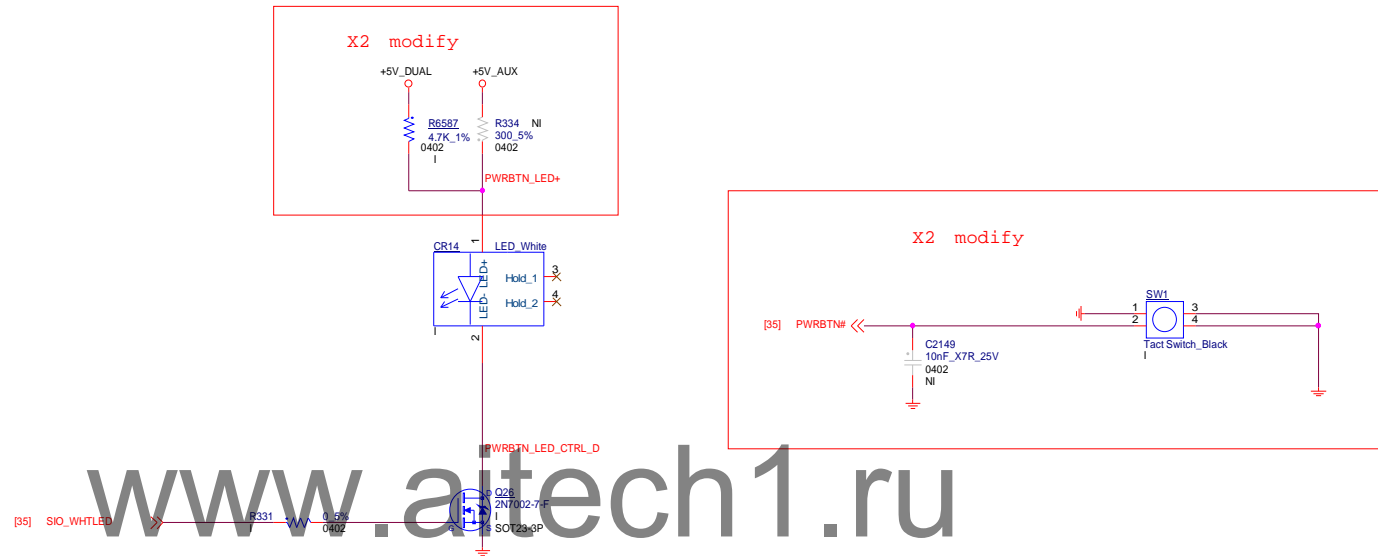 X2 modify
+5V_DUAL
+5V_AUX
R6587
4.7K_1%
0402
I
R334 NI
300_5%
0402
PWRBTN_LED+
CR14
LED_White
1
LED+
LED-
Hold_1
3
Hold_2
4
I
2
PWRBTN_LED_CTRL_D
Q26
2N7002-7-F
I
SOT23-3P
D
G
S
[35] SIO_WHTLED
R331
I
0_5%
0402
X2 modify
[35] PWRBTN#
C2149
10nF_X7R_25V
0402
NI
SW1
1
2
3
4
Tact Switch_Black
I
www.aitech1.ru